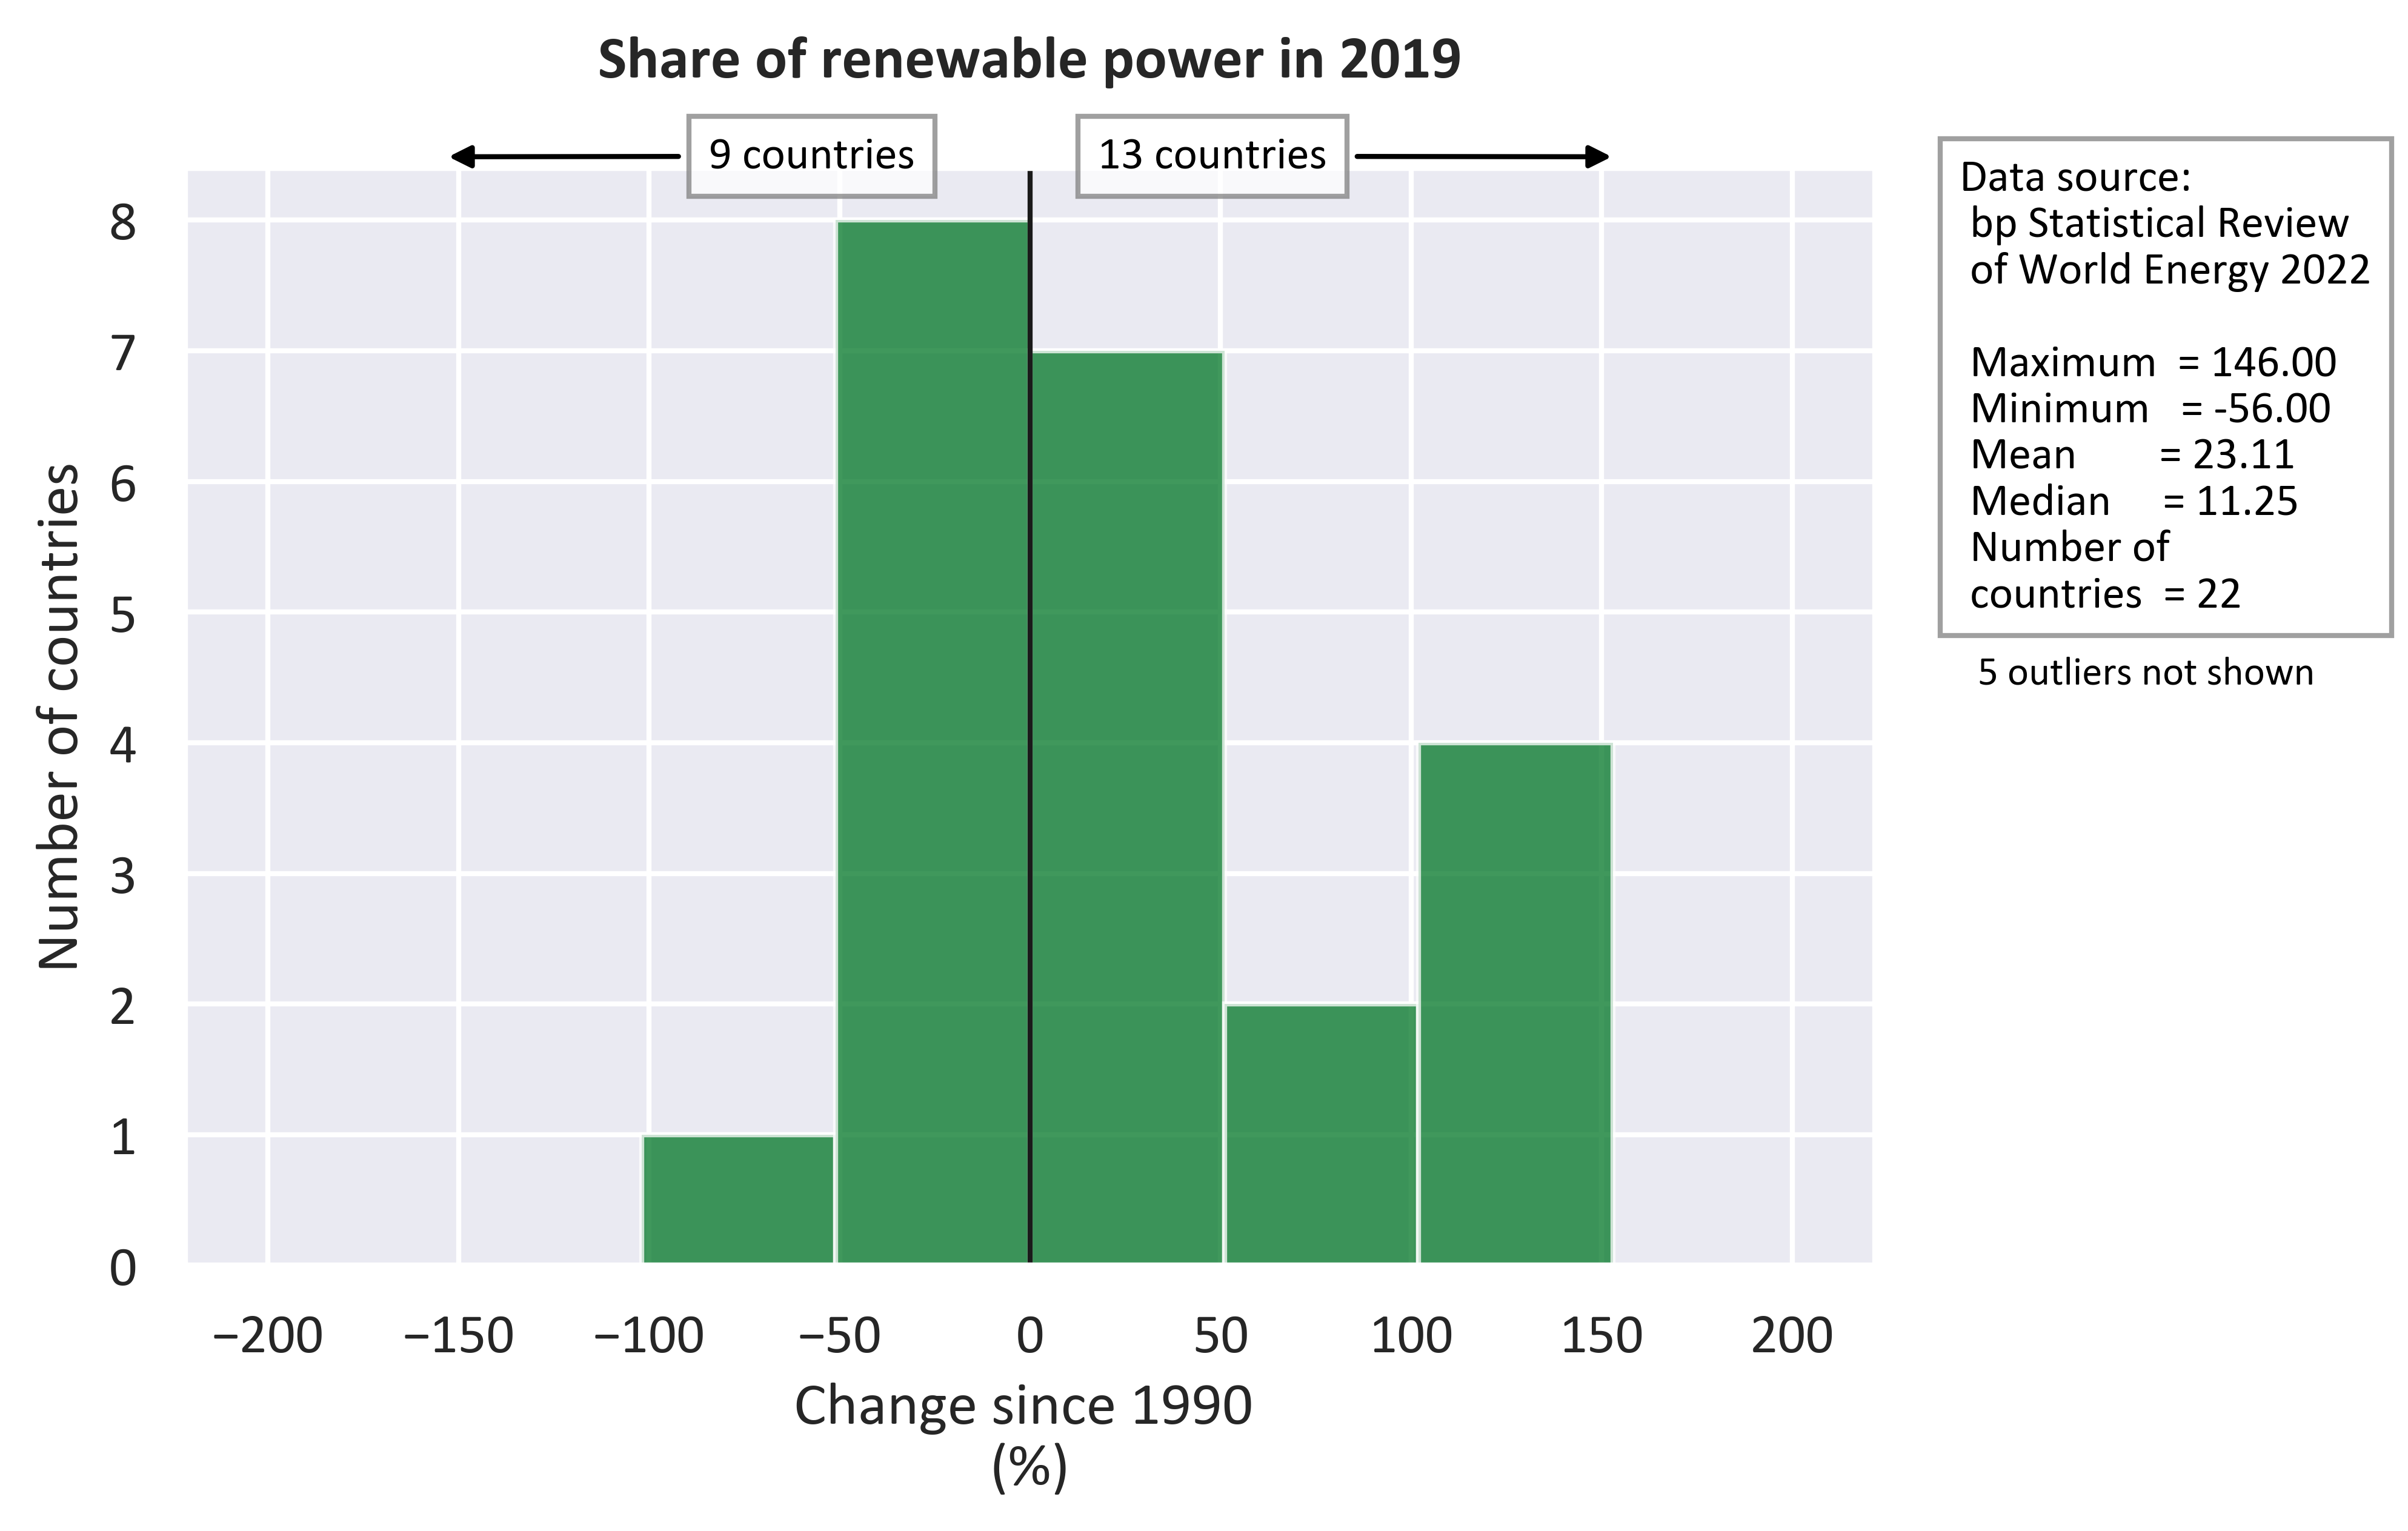 Share of renewable power in 2019
9 countries
13 countries
Data source:
bp Statistical Review
of World Energy 2022
Maximum = 146.00
Minimum = -56.00
Mean = 23.11
Median = 11.25
Number of
countries = 22
5 outliers not shown
Number of countries
8
7
6
5
4
3
2
1
0
−200 −150 −100 −50 0 50 100 150 200
Change since 1990
(%)